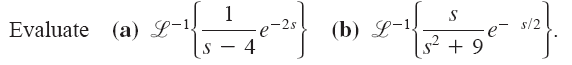 Evaluate (a) ℒ⁻¹{1/(s − 4) e^{−2s}} (b) ℒ⁻¹{s/(s² + 9) e^{− s/2}}.